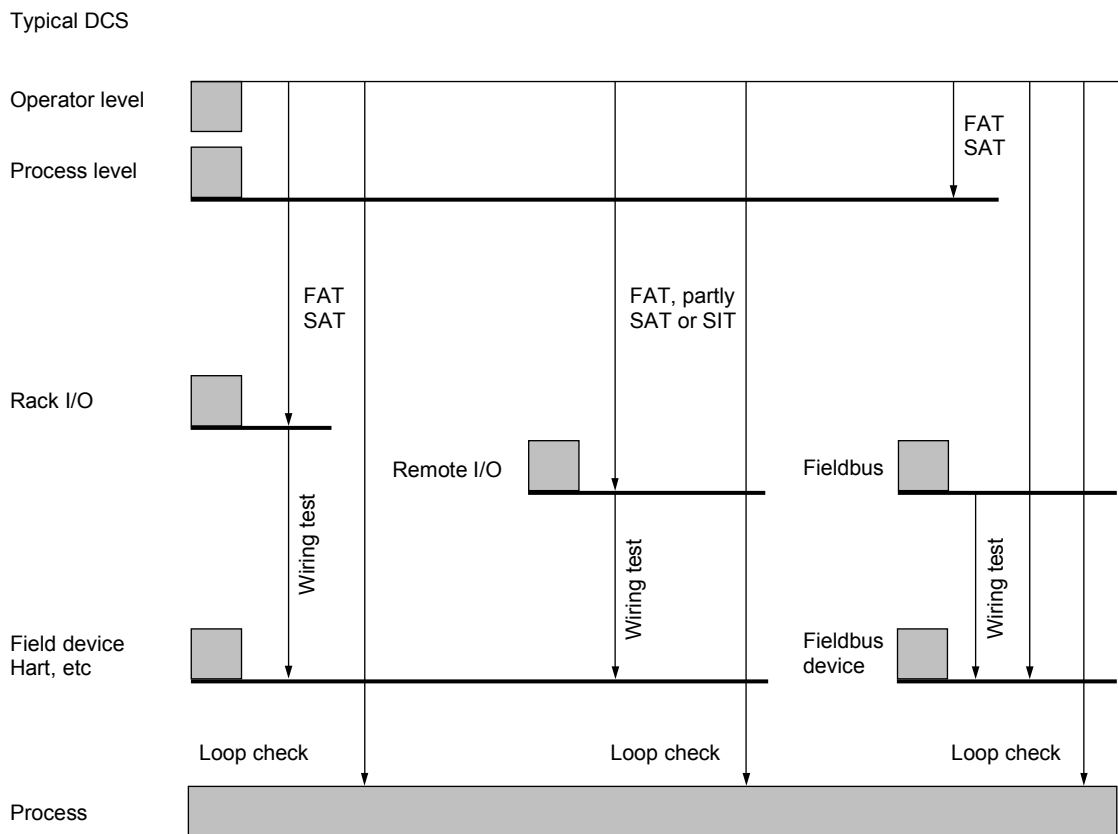 Typical DCS
Operator level
FAT
SAT
Process level
FAT
SAT
FAT, partly
SAT or SIT
Rack I/O
Remote I/O
Fieldbus
Wiring test
Wiring test
Wiring test
Field device
Hart, etc
Fieldbus
device
Loop check
Loop check
Loop check
Process